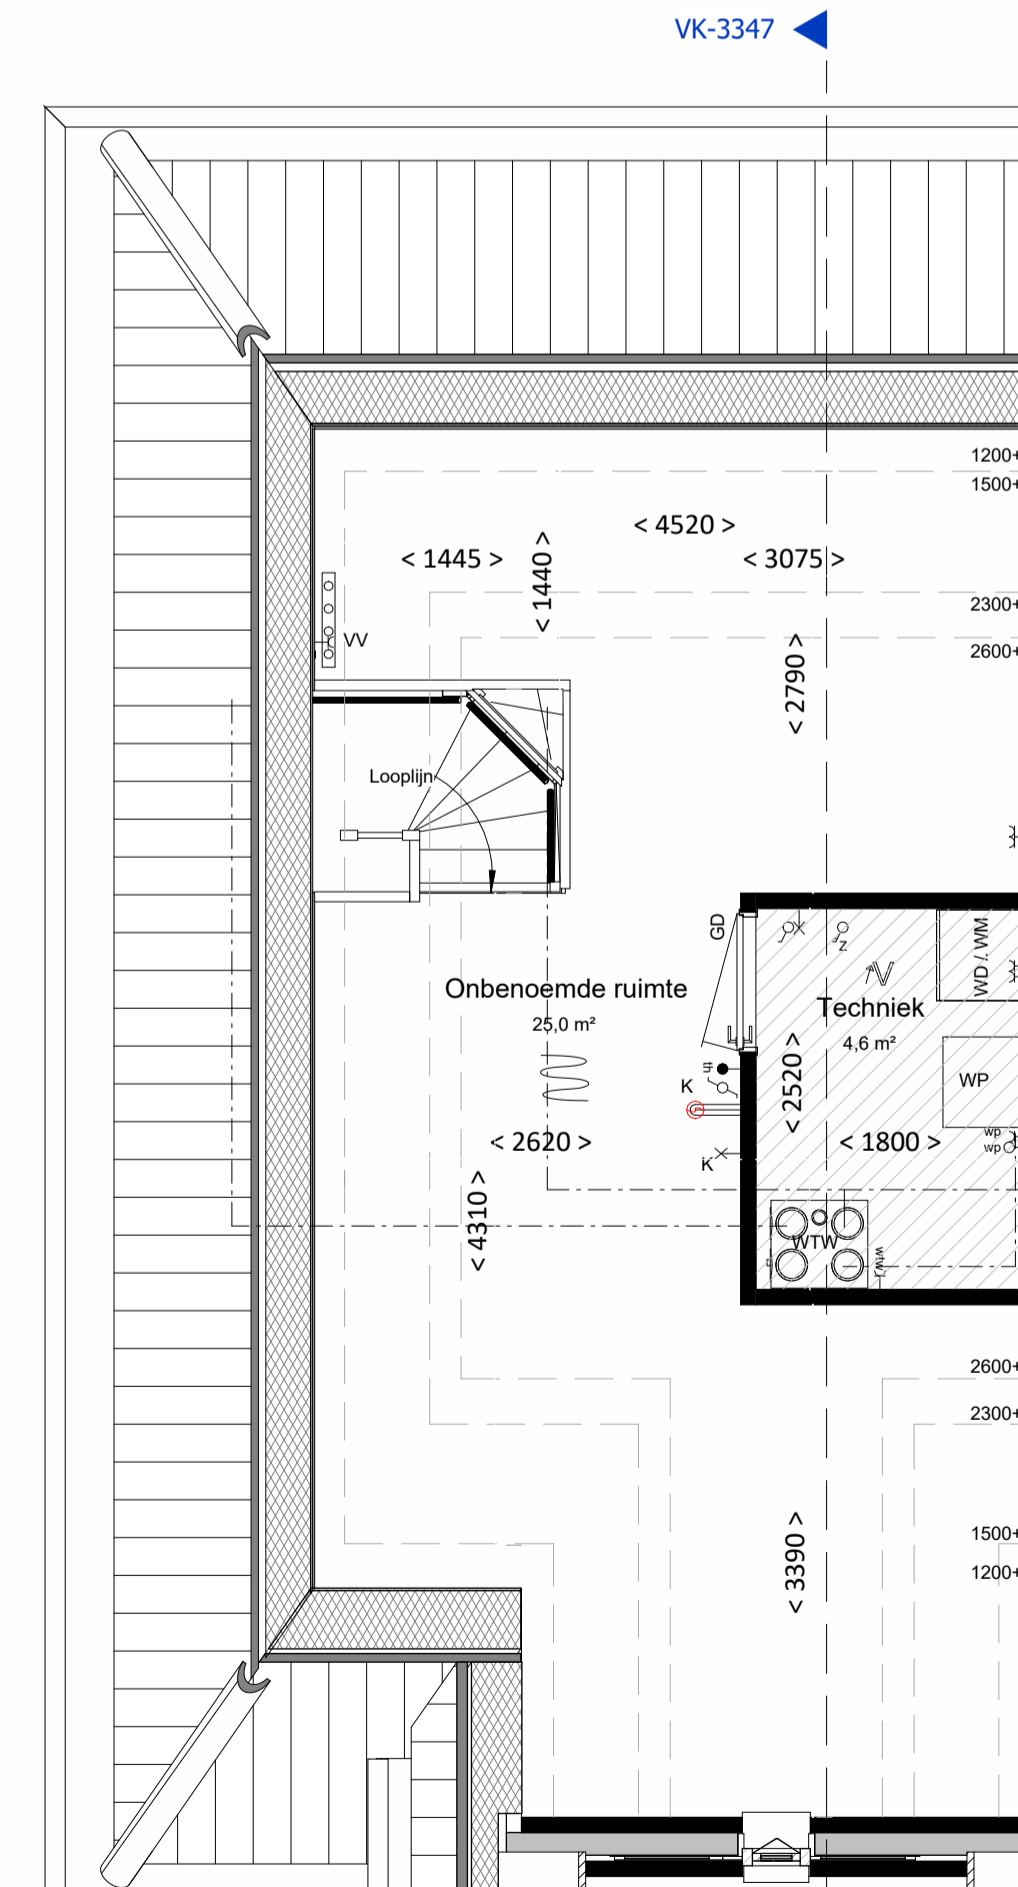 VK-3347
1200+
1500+
< 4520 >
< 1445 >
< 3075 >
< 1440 >
2300+
VV
2600+
< 2790 >
Looplijn
GD
WD / WM
Z
Onbenoemde ruimte
25,0 m²
Techniek
4,6 m²
th
K
WP
< 2520 >
< 2620 >
< 1800 >
wp
wp
K
< 4310 >
WTW
wtw
2600+
2300+
< 3390 >
1500+
1200+